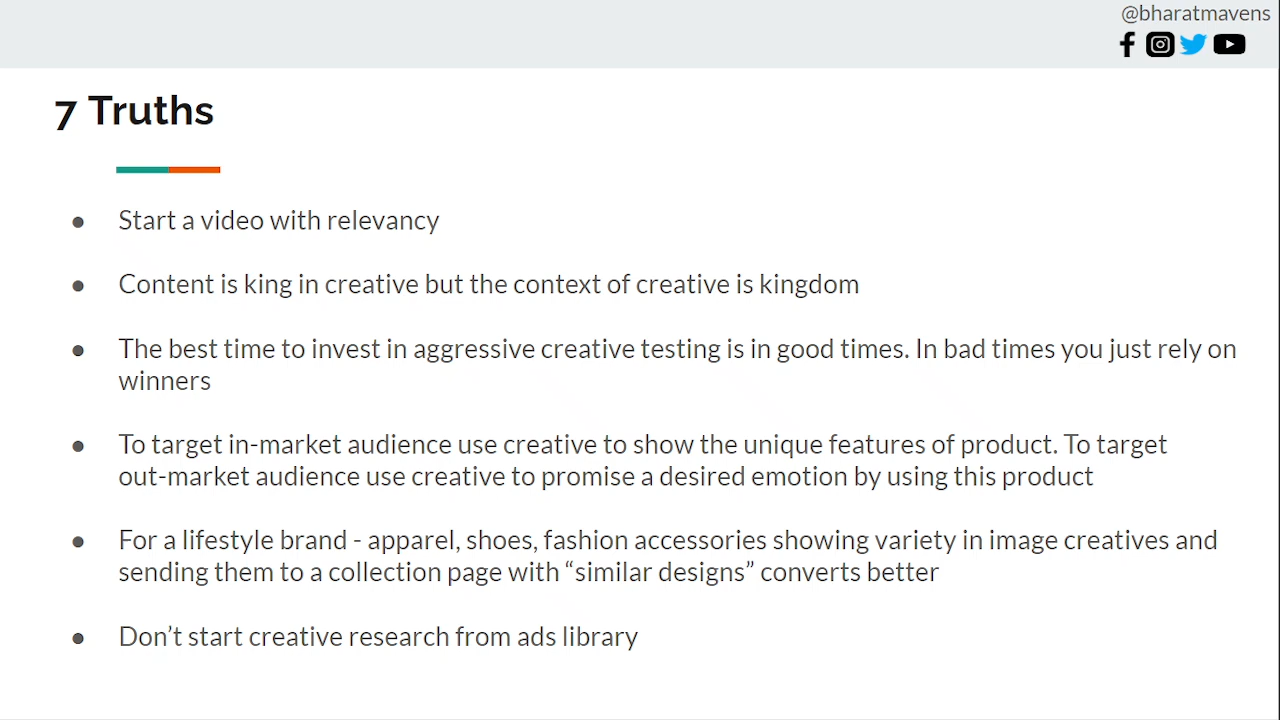 @bharatmavens
7 Truths
● Start a video with relevancy
● Content is king in creative but the context of creative is kingdom
● The best time to invest in aggressive creative testing is in good times. In bad times you just rely on
winners
● To target in-market audience use creative to show the unique features of product. To target
out-market audience use creative to promise a desired emotion by using this product
● For a lifestyle brand - apparel, shoes, fashion accessories showing variety in image creatives and
sending them to a collection page with “similar designs” converts better
● Don’t start creative research from ads library